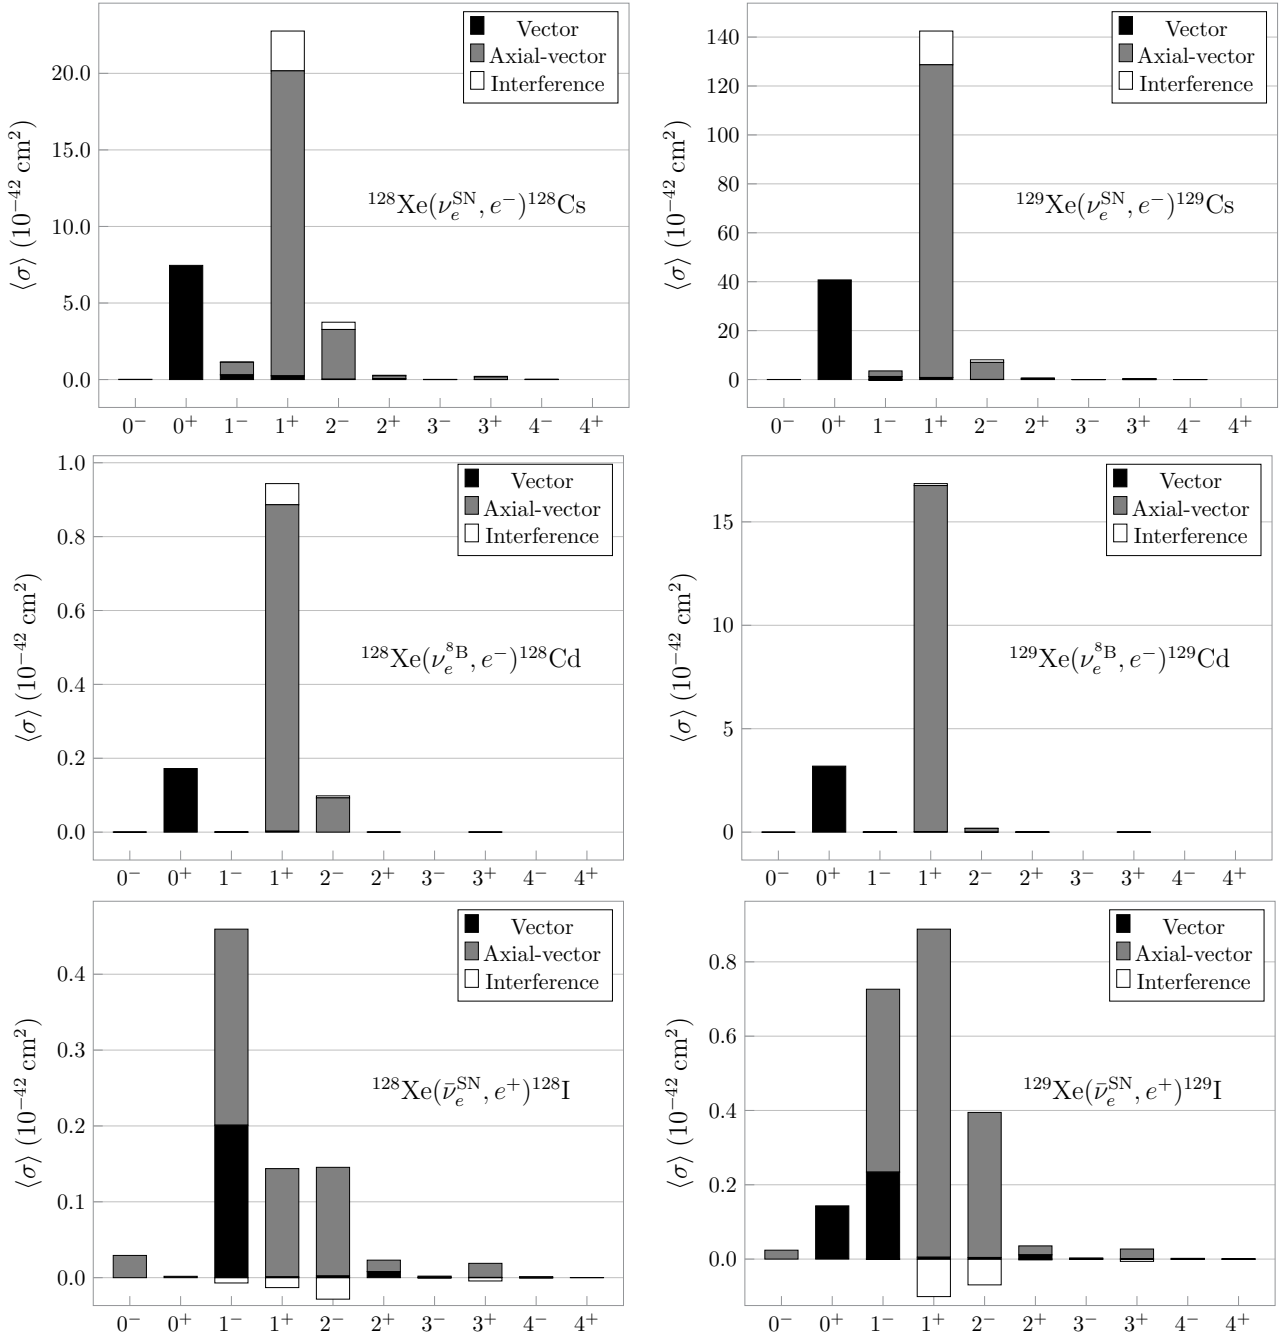 Vector
Axial-vector
Interference
⟨σ⟩ (10⁻⁴² cm²)
20.0
15.0
10.0
5.0
0.0
¹²⁸Xe(νₑ^SN, e⁻)¹²⁸Cs
0⁻ 0⁺ 1⁻ 1⁺ 2⁻ 2⁺ 3⁻ 3⁺ 4⁻ 4⁺
Vector
Axial-vector
Interference
⟨σ⟩ (10⁻⁴² cm²)
140
120
100
80
60
40
20
0
¹²⁹Xe(νₑ^SN, e⁻)¹²⁹Cs
0⁻ 0⁺ 1⁻ 1⁺ 2⁻ 2⁺ 3⁻ 3⁺ 4⁻ 4⁺
Vector
Axial-vector
Interference
⟨σ⟩ (10⁻⁴² cm²)
1.0
0.8
0.6
0.4
0.2
0.0
¹²⁸Xe(νₑ^⁸B, e⁻)¹²⁸Cd
0⁻ 0⁺ 1⁻ 1⁺ 2⁻ 2⁺ 3⁻ 3⁺ 4⁻ 4⁺
Vector
Axial-vector
Interference
⟨σ⟩ (10⁻⁴² cm²)
15
10
5
0
¹²⁹Xe(νₑ^⁸B, e⁻)¹²⁹Cd
0⁻ 0⁺ 1⁻ 1⁺ 2⁻ 2⁺ 3⁻ 3⁺ 4⁻ 4⁺
Vector
Axial-vector
Interference
⟨σ⟩ (10⁻⁴² cm²)
0.4
0.3
0.2
0.1
0.0
¹²⁸Xe(ν̄ₑ^SN, e⁺)¹²⁸I
0⁻ 0⁺ 1⁻ 1⁺ 2⁻ 2⁺ 3⁻ 3⁺ 4⁻ 4⁺
Vector
Axial-vector
Interference
⟨σ⟩ (10⁻⁴² cm²)
0.8
0.6
0.4
0.2
0.0
¹²⁹Xe(ν̄ₑ^SN, e⁺)¹²⁹I
0⁻ 0⁺ 1⁻ 1⁺ 2⁻ 2⁺ 3⁻ 3⁺ 4⁻ 4⁺